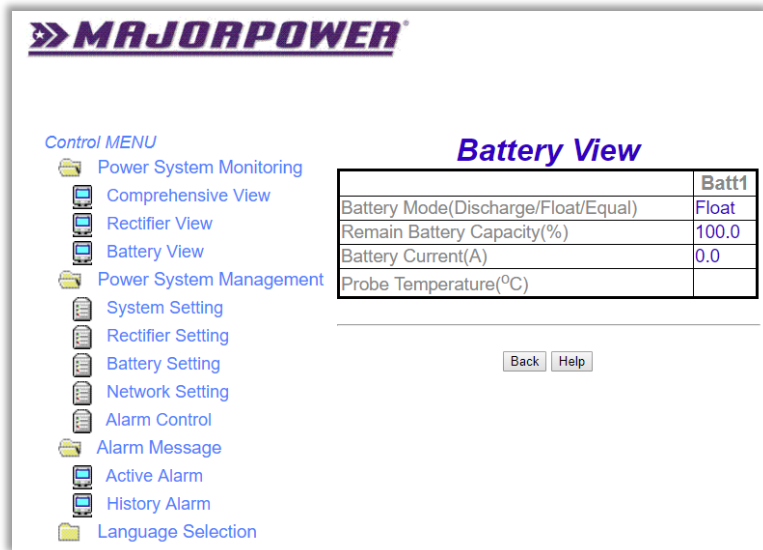 MAJORPOWER®
Control MENU
Power System Monitoring
Comprehensive View
Rectifier View
Battery View
Power System Management
System Setting
Rectifier Setting
Battery Setting
Network Setting
Alarm Control
Alarm Message
Active Alarm
History Alarm
Language Selection
Battery View
Batt1
Battery Mode(Discharge/Float/Equal) Float
Remain Battery Capacity(%) 100.0
Battery Current(A) 0.0
Probe Temperature(⁰C)
Back Help